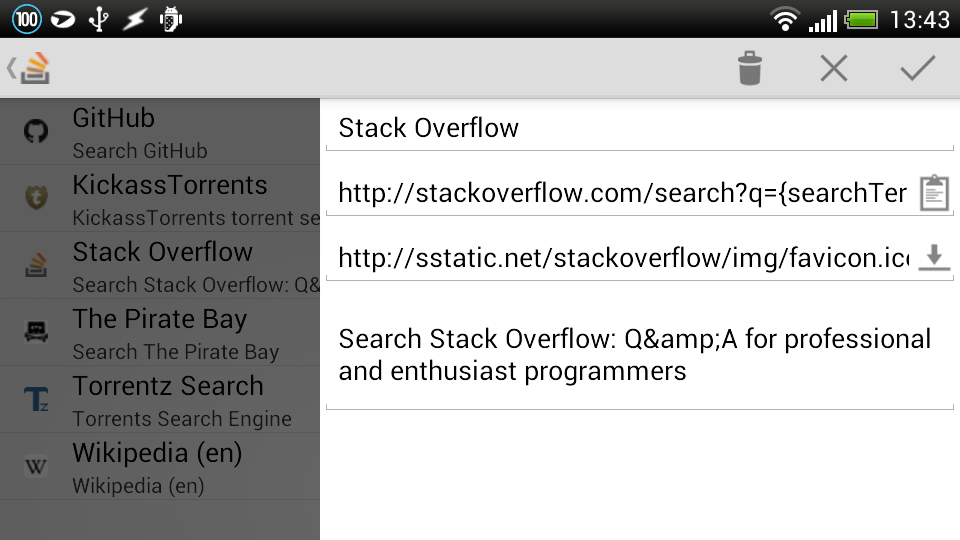 100
13:43
GitHub
Search GitHub
KickassTorrents
KickassTorrents torrent se
Stack Overflow
Search Stack Overflow: Q&
The Pirate Bay
Search The Pirate Bay
Tz
Torrentz Search
Torrents Search Engine
W
Wikipedia (en)
Wikipedia (en)
Stack Overflow
http://stackoverflow.com/search?q={searchTer
http://sstatic.net/stackoverflow/img/favicon.ico
Search Stack Overflow: Q&amp;A for professional
and enthusiast programmers